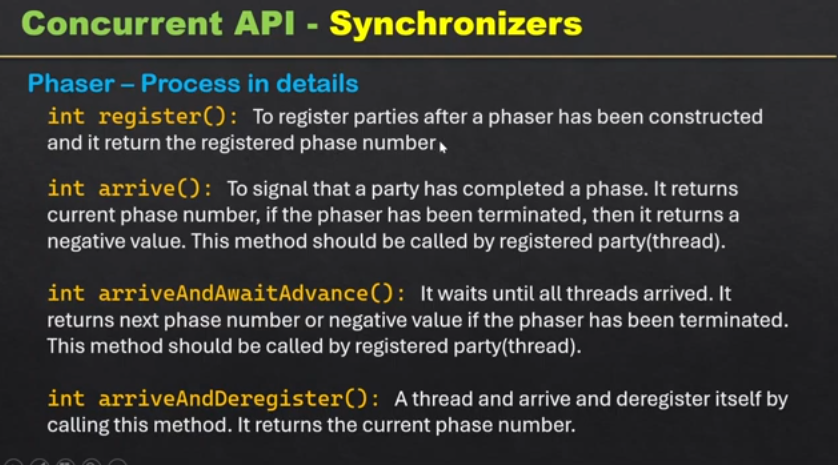 Concurrent API - Synchronizers
Phaser – Process in details
int register(): To register parties after a phaser has been constructed
and it return the registered phase number
int arrive(): To signal that a party has completed a phase. It returns
current phase number, if the phaser has been terminated, then it returns a
negative value. This method should be called by registered party(thread).
int arriveAndAwaitAdvance(): It waits until all threads arrived. It
returns next phase number or negative value if the phaser has been terminated.
This method should be called by registered party(thread).
int arriveAndDeregister(): A thread and arrive and deregister itself by
calling this method. It returns the current phase number.